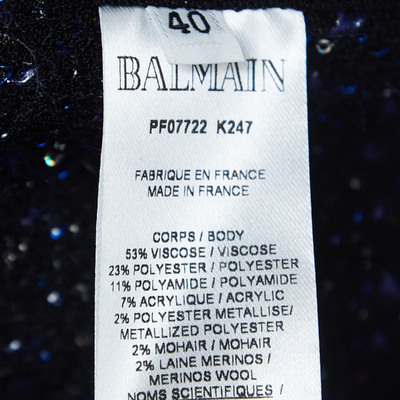 40
BALMAIN
PF07722 K247
FABRIQUE EN FRANCE
MADE IN FRANCE
CORPS / BODY
53% VISCOSE / VISCOSE
23% POLYESTER / POLYESTER
11% POLYAMIDE / POLYAMIDE
7% ACRYLIQUE / ACRYLIC
2% POLYESTER METALLISE/
METALLIZED POLYESTER
2% MOHAIR / MOHAIR
2% LAINE MERINOS /
MERINOS WOOL
NOMS SCIENTIFIQUES /